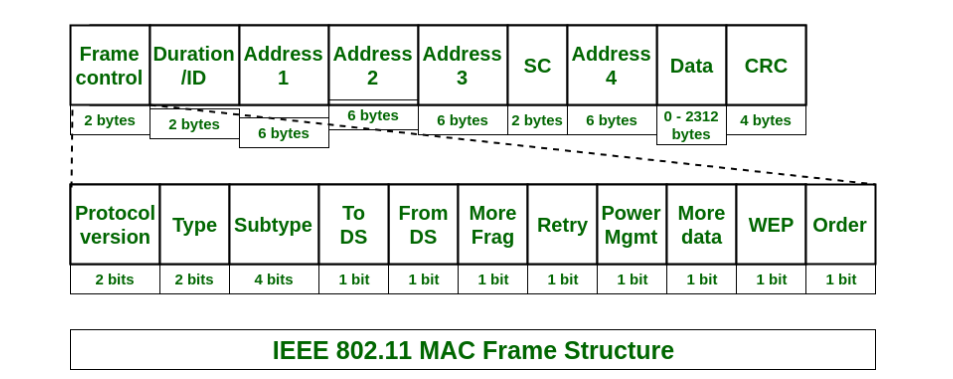 Frame control Duration /ID Address 1 Address 2 Address 3 SC Address 4 Data CRC
2 bytes 2 bytes 6 bytes 6 bytes 6 bytes 2 bytes 6 bytes 0 - 2312 bytes 4 bytes
Protocol version Type Subtype To DS From DS More Frag Retry Power Mgmt More data WEP Order
2 bits 2 bits 4 bits 1 bit 1 bit 1 bit 1 bit 1 bit 1 bit 1 bit 1 bit
IEEE 802.11 MAC Frame Structure